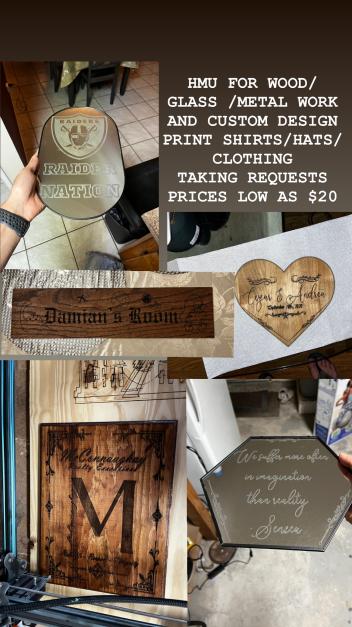 HMU FOR WOOD/
GLASS /METAL WORK
AND CUSTOM DESIGN
PRINT SHIRTS/HATS/
CLOTHING
TAKING REQUESTS
PRICES LOW AS $20
RAIDERS
RAIDER
NATION
Damian's Room
& Andrea
McConnaughay
M
We suffer more often
in imagination
than reality
Seneca